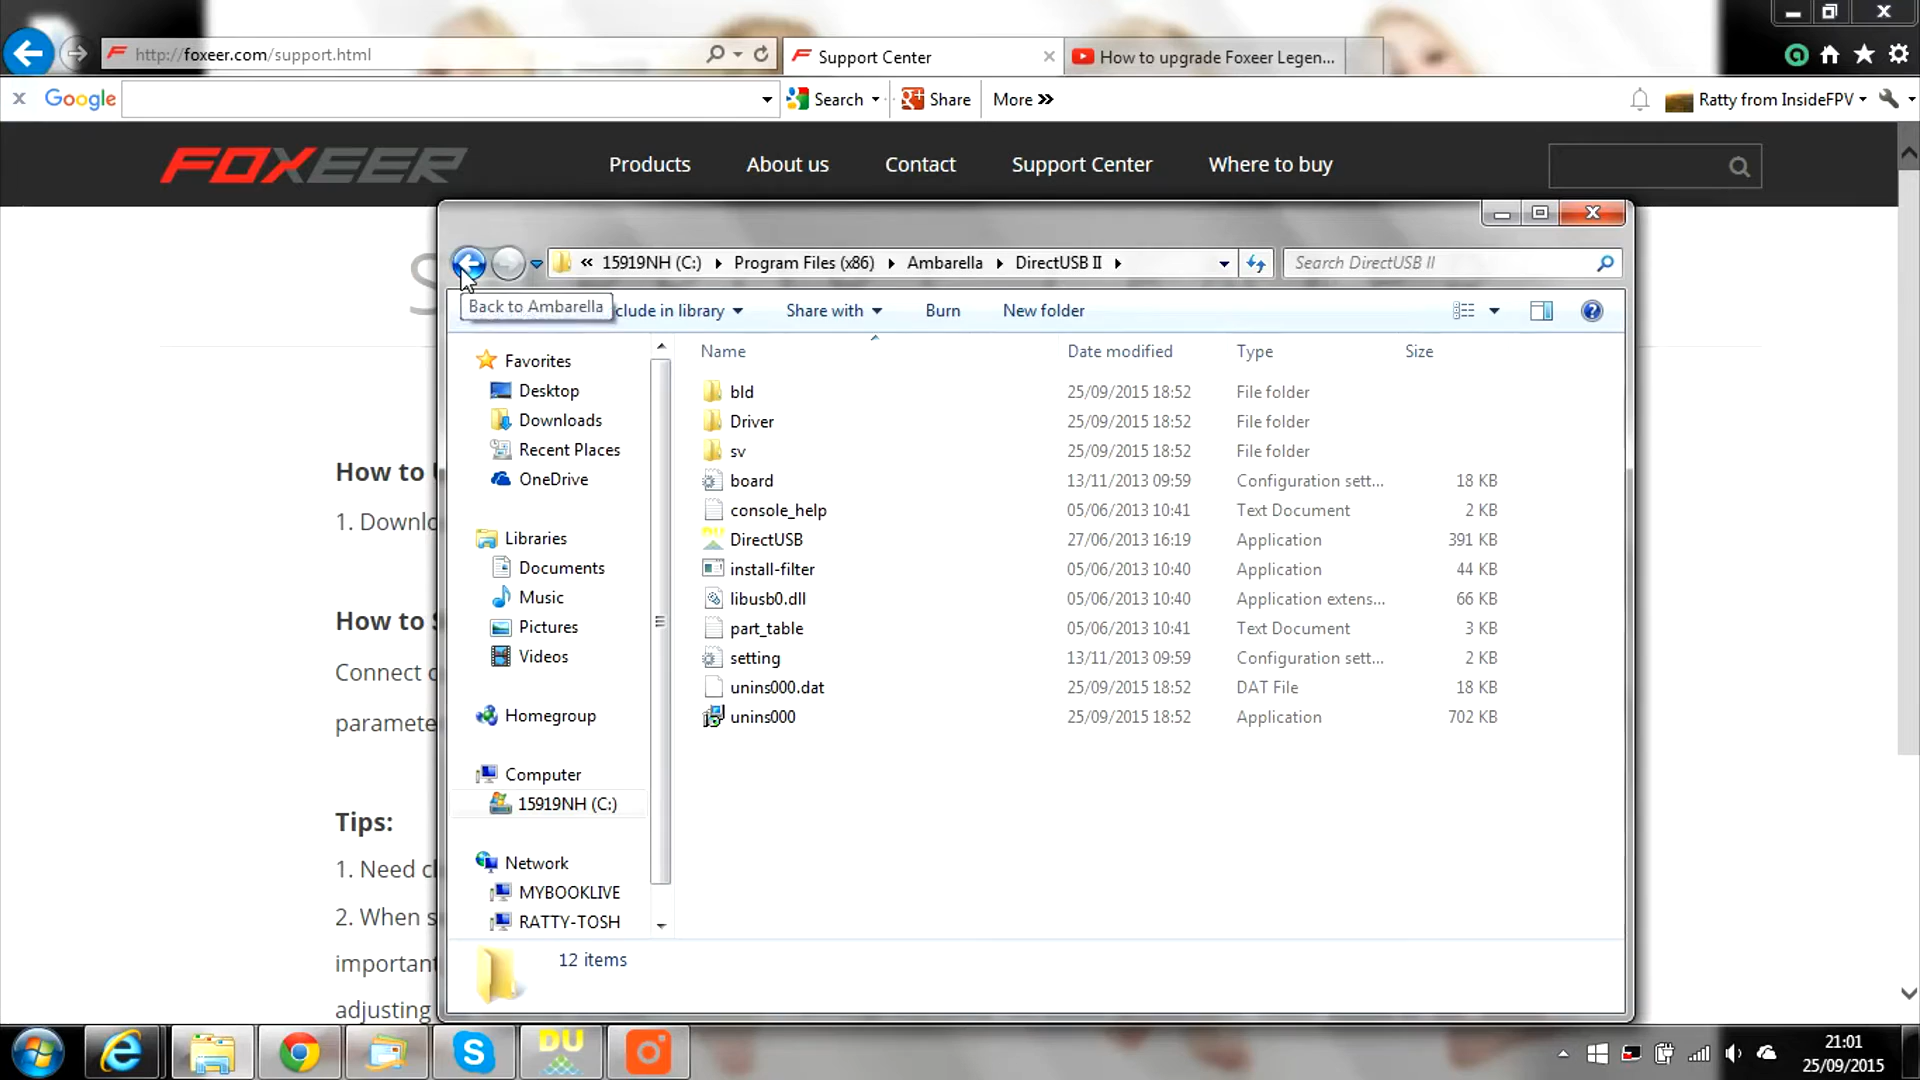 http://foxeer.com/support.html
Support Center
How to upgrade Foxeer Legen...
Google
Search
Share
More »
Ratty from InsideFPV
FOXEER
Products
About us
Contact
Support Center
Where to buy
« 15919NH (C:) ▸ Program Files (x86) ▸ Ambarella ▸ DirectUSB II ▸
Search DirectUSB II
Back to Ambarella
clude in library
Share with
Burn
New folder
Name Date modified Type Size
bld 25/09/2015 18:52 File folder
Driver 25/09/2015 18:52 File folder
sv 25/09/2015 18:52 File folder
board 13/11/2013 09:59 Configuration sett... 18 KB
console_help 05/06/2013 10:41 Text Document 2 KB
DirectUSB 27/06/2013 16:19 Application 391 KB
install-filter 05/06/2013 10:40 Application 44 KB
libusb0.dll 05/06/2013 10:40 Application extens... 66 KB
part_table 05/06/2013 10:41 Text Document 3 KB
setting 13/11/2013 09:59 Configuration sett... 2 KB
unins000.dat 25/09/2015 18:52 DAT File 18 KB
unins000 25/09/2015 18:52 Application 702 KB
Favorites
Desktop
Downloads
Recent Places
OneDrive
Libraries
Documents
Music
Pictures
Videos
Homegroup
Computer
15919NH (C:)
Network
MYBOOKLIVE
RATTY-TOSH
12 items
How to
1. Downlo
How to
Connect
paramete
Tips:
1. Need
2. When s
important
adjusting
DU
21:01
25/09/2015